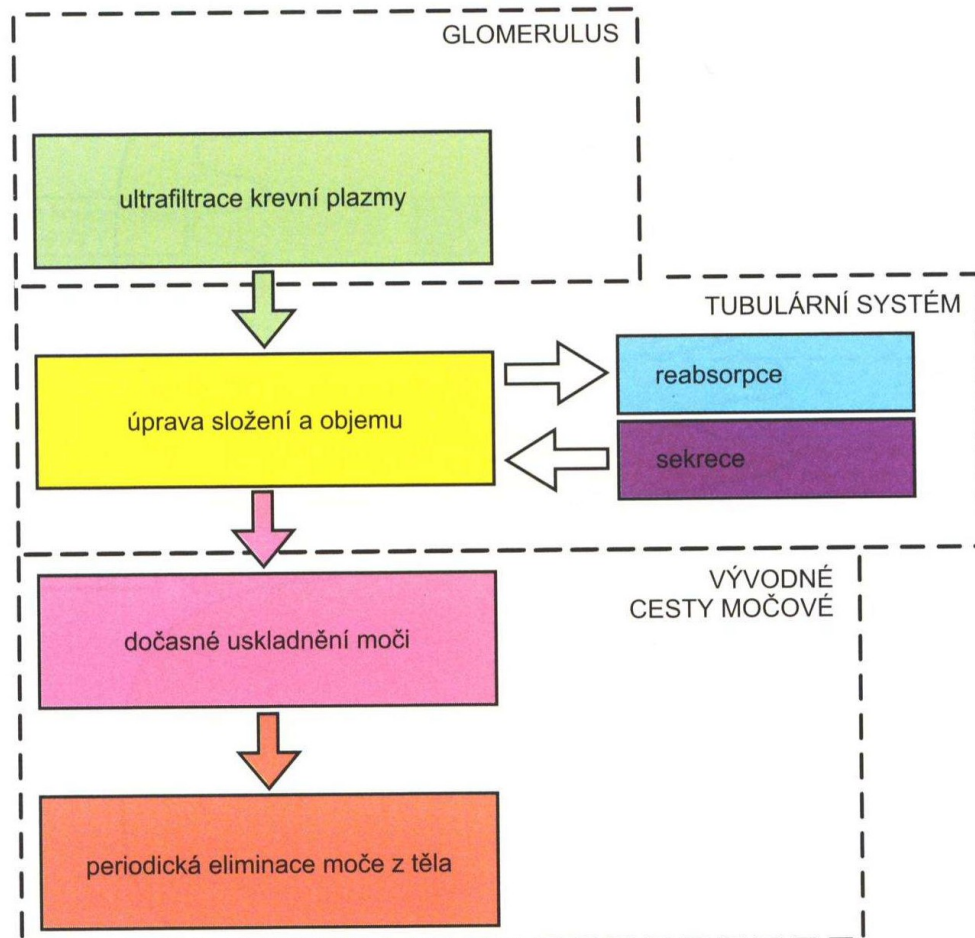 GLOMERULUS
ultrafiltrace krevní plazmy
TUBULÁRNÍ SYSTÉM
úprava složení a objemu
reabsorpce
sekrece
VÝVODNÉ
CESTY MOČOVÉ
dočasné uskladnění moči
periodická eliminace moče z těla